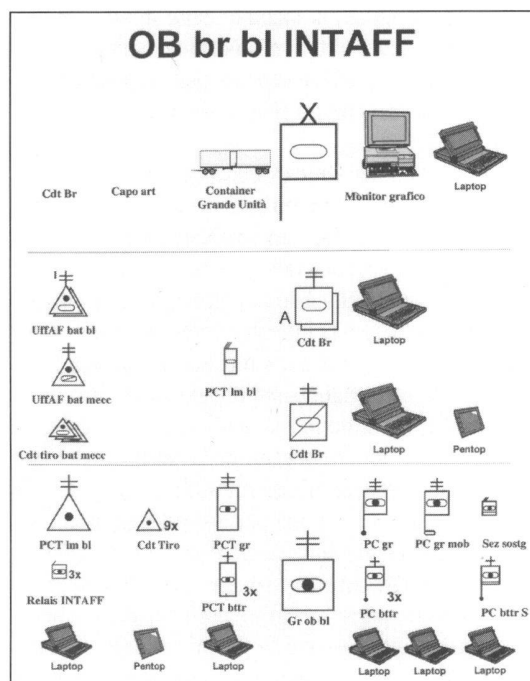 OB br bl INTAFF
X
Cdt Br
Capo art
Container
Grande Unità
Monitor grafico
Laptop
I
UffAF bat bl
A
Cdt Br
Laptop
UffAF bat mecc
PCT lm bl
Cdt tiro bat mecc
Cdt Br
Laptop
Pentop
PCT lm bl
9x
Cdt Tiro
PCT gr
PC gr
PC gr mob
Sez sostg
3x
Relais INTAFF
3x
PCT bttr
Gr ob bl
3x
PC bttr
PC bttr S
Laptop
Pentop
Laptop
Laptop
Laptop
Laptop